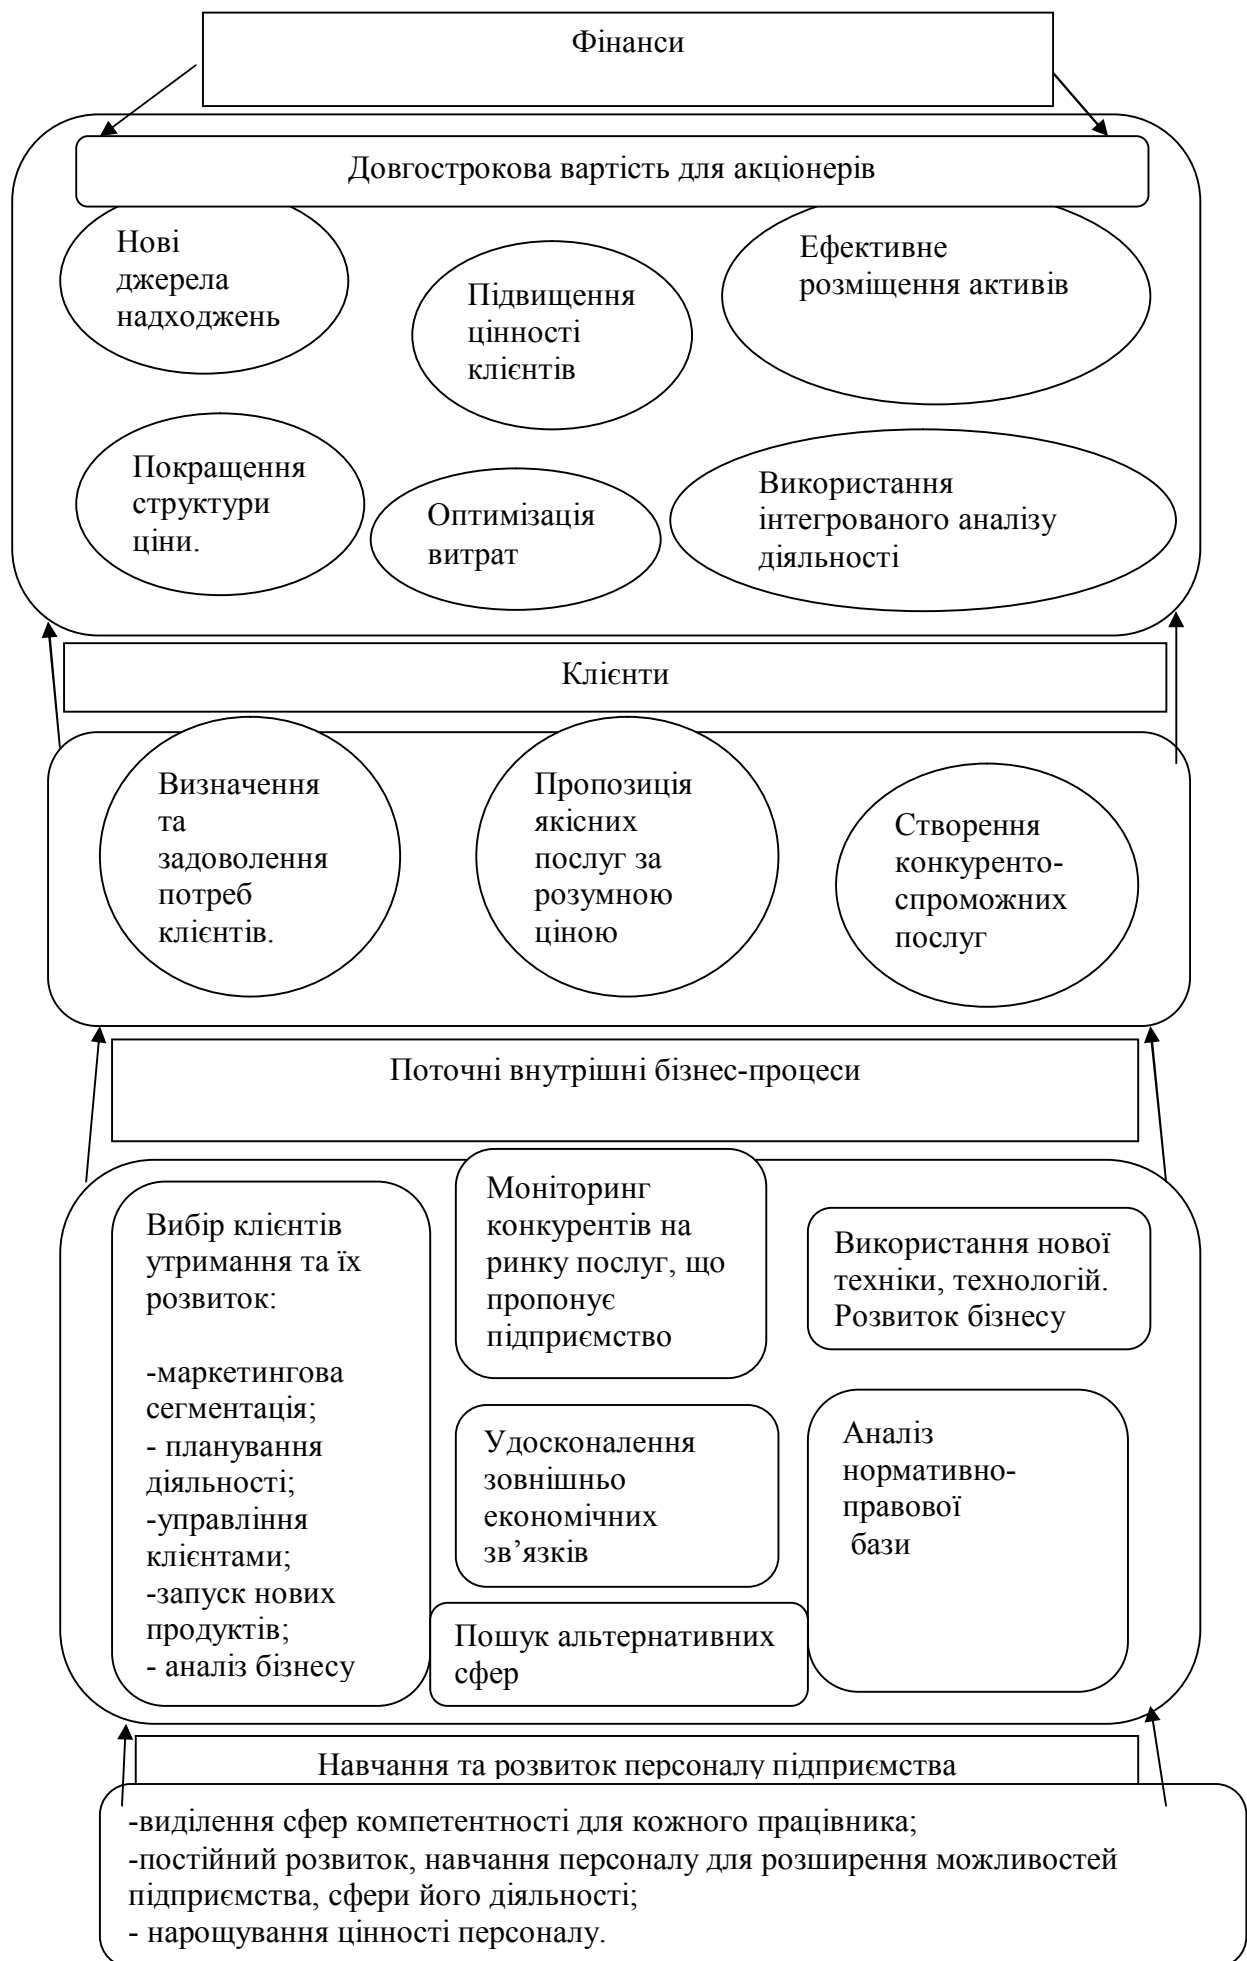 Фінанси
Довгострокова вартість для акціонерів
Нові
джерела
надходжень
Підвищення
цінності
клієнтів
Ефективне
розміщення активів
Покращення
структури
ціни.
Оптимізація
витрат
Використання
інтегрованого аналізу
діяльності
Клієнти
Визначення
та
задоволення
потреб
клієнтів.
Пропозиція
якісних
послуг за
розумною
ціною
Створення
конкуренто-
спроможних
послуг
Поточні внутрішні бізнес-процеси
Вибір клієнтів
утримання та їх
розвиток:
-маркетингова
сегментація;
- планування
діяльності;
-управління
клієнтами;
-запуск нових
продуктів;
- аналіз бізнесу
Моніторинг
конкурентів на
ринку послуг, що
пропонує
підприємство
Використання нової
техніки, технологій.
Розвиток бізнесу
Удосконалення
зовнішньо
економічних
зв’язків
Аналіз
нормативно-
правової
бази
Пошук альтернативних
сфер
Навчання та розвиток персоналу підприємства
-виділення сфер компетентності для кожного працівника;
-постійний розвиток, навчання персоналу для розширення можливостей
підприємства, сфери його діяльності;
- нарощування цінності персоналу.